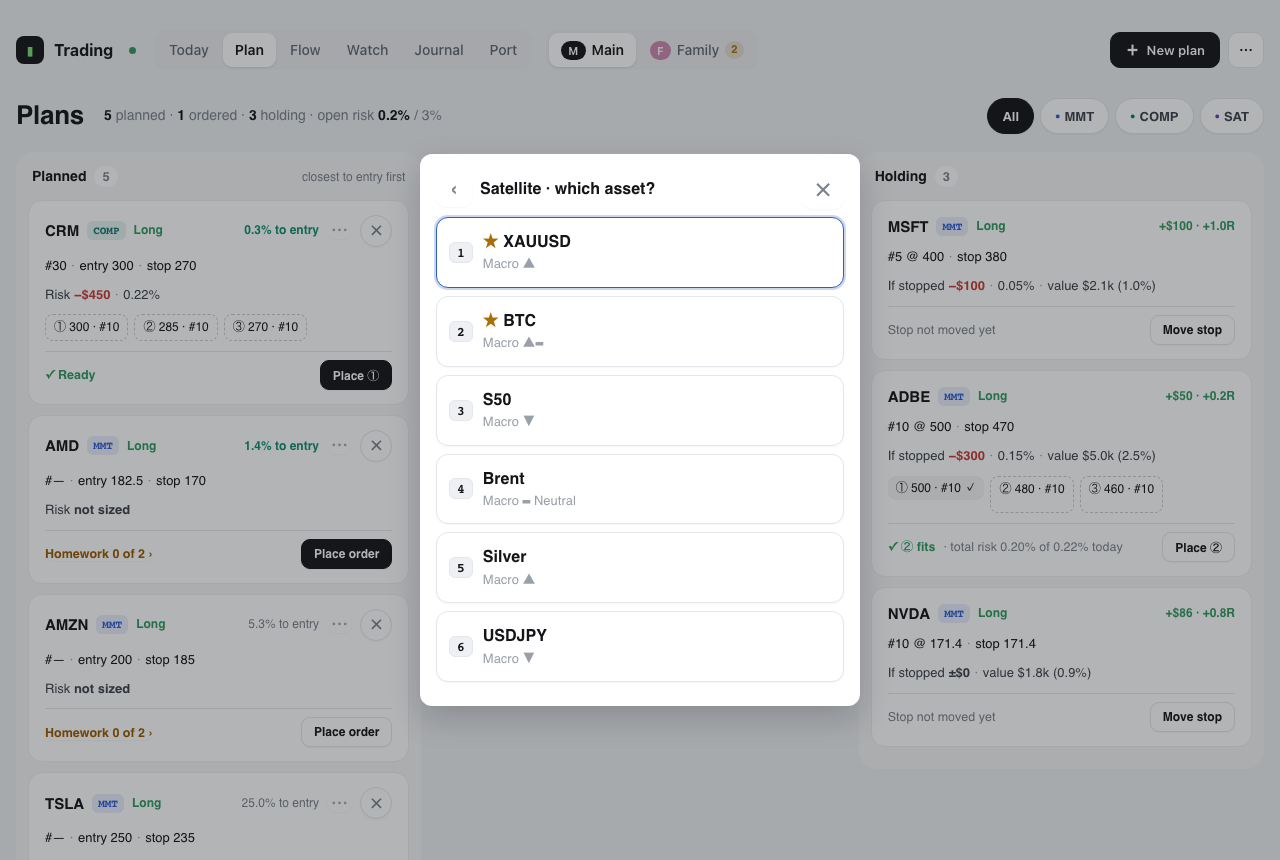 Trading
Today Plan Flow Watch Journal Port
M Main F Family 2
+ New plan ···
Plans 5 planned · 1 ordered · 3 holding · open risk 0.2% / 3%
All • MMT • COMP • SAT
Planned 5 closest to entry first
CRM COMP Long 0.3% to entry ··· ✕
#30 · entry 300 · stop 270
Risk −$450 · 0.22%
① 300 · #10 ② 285 · #10 ③ 270 · #10
✓ Ready Place ①
AMD MMT Long 1.4% to entry ··· ✕
#— · entry 182.5 · stop 170
Risk not sized
Homework 0 of 2 › Place order
AMZN MMT Long 5.3% to entry ··· ✕
#— · entry 200 · stop 185
Risk not sized
Homework 0 of 2 › Place order
TSLA MMT Long 25.0% to entry ··· ✕
#— · entry 250 · stop 235
‹ Satellite · which asset? ✕
1 ★ XAUUSD
Macro ▲
2 ★ BTC
Macro ▲▬
3 S50
Macro ▼
4 Brent
Macro ▬ Neutral
5 Silver
Macro ▲
6 USDJPY
Macro ▼
Holding 3
MSFT MMT Long +$100 · +1.0R
#5 @ 400 · stop 380
If stopped −$100 · 0.05% · value $2.1k (1.0%)
Stop not moved yet Move stop
ADBE MMT Long +$50 · +0.2R
#10 @ 500 · stop 470
If stopped −$300 · 0.15% · value $5.0k (2.5%)
① 500 · #10 ✓ ② 480 · #10 ③ 460 · #10
✓ ② fits · total risk 0.20% of 0.22% today Place ②
NVDA MMT Long +$86 · +0.8R
#10 @ 171.4 · stop 171.4
If stopped ±$0 · value $1.8k (0.9%)
Stop not moved yet Move stop